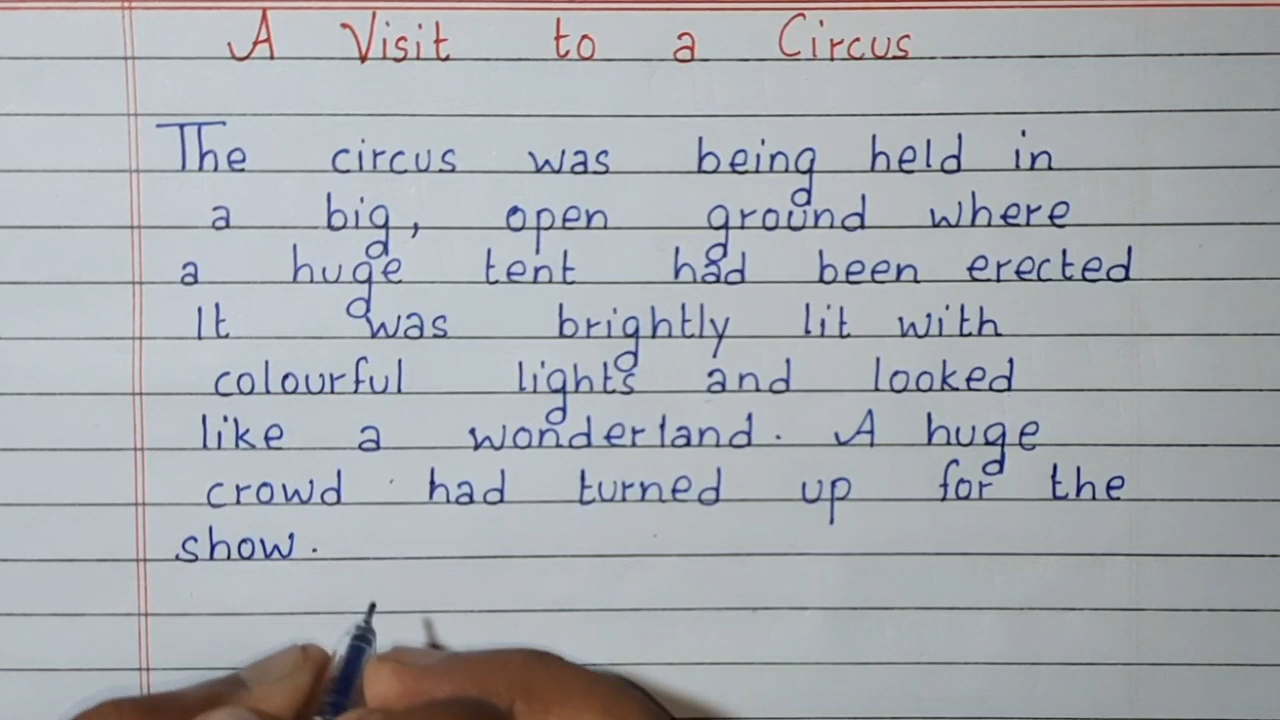 A Visit to a Circus
The circus was being held in
a big, open ground where
a huge tent had been erected
It was brightly lit with
colourful lights and looked
like a wonderland. A huge
crowd had turned up for the
show.